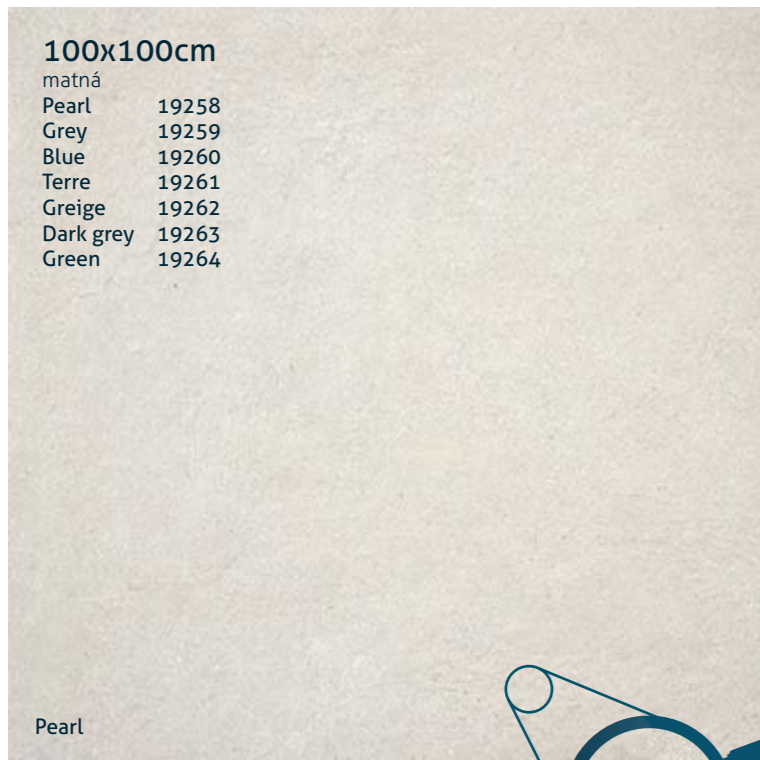 100x100cm
matná
Pearl 19258
Grey 19259
Blue 19260
Terre 19261
Greige 19262
Dark grey 19263
Green 19264
Pearl